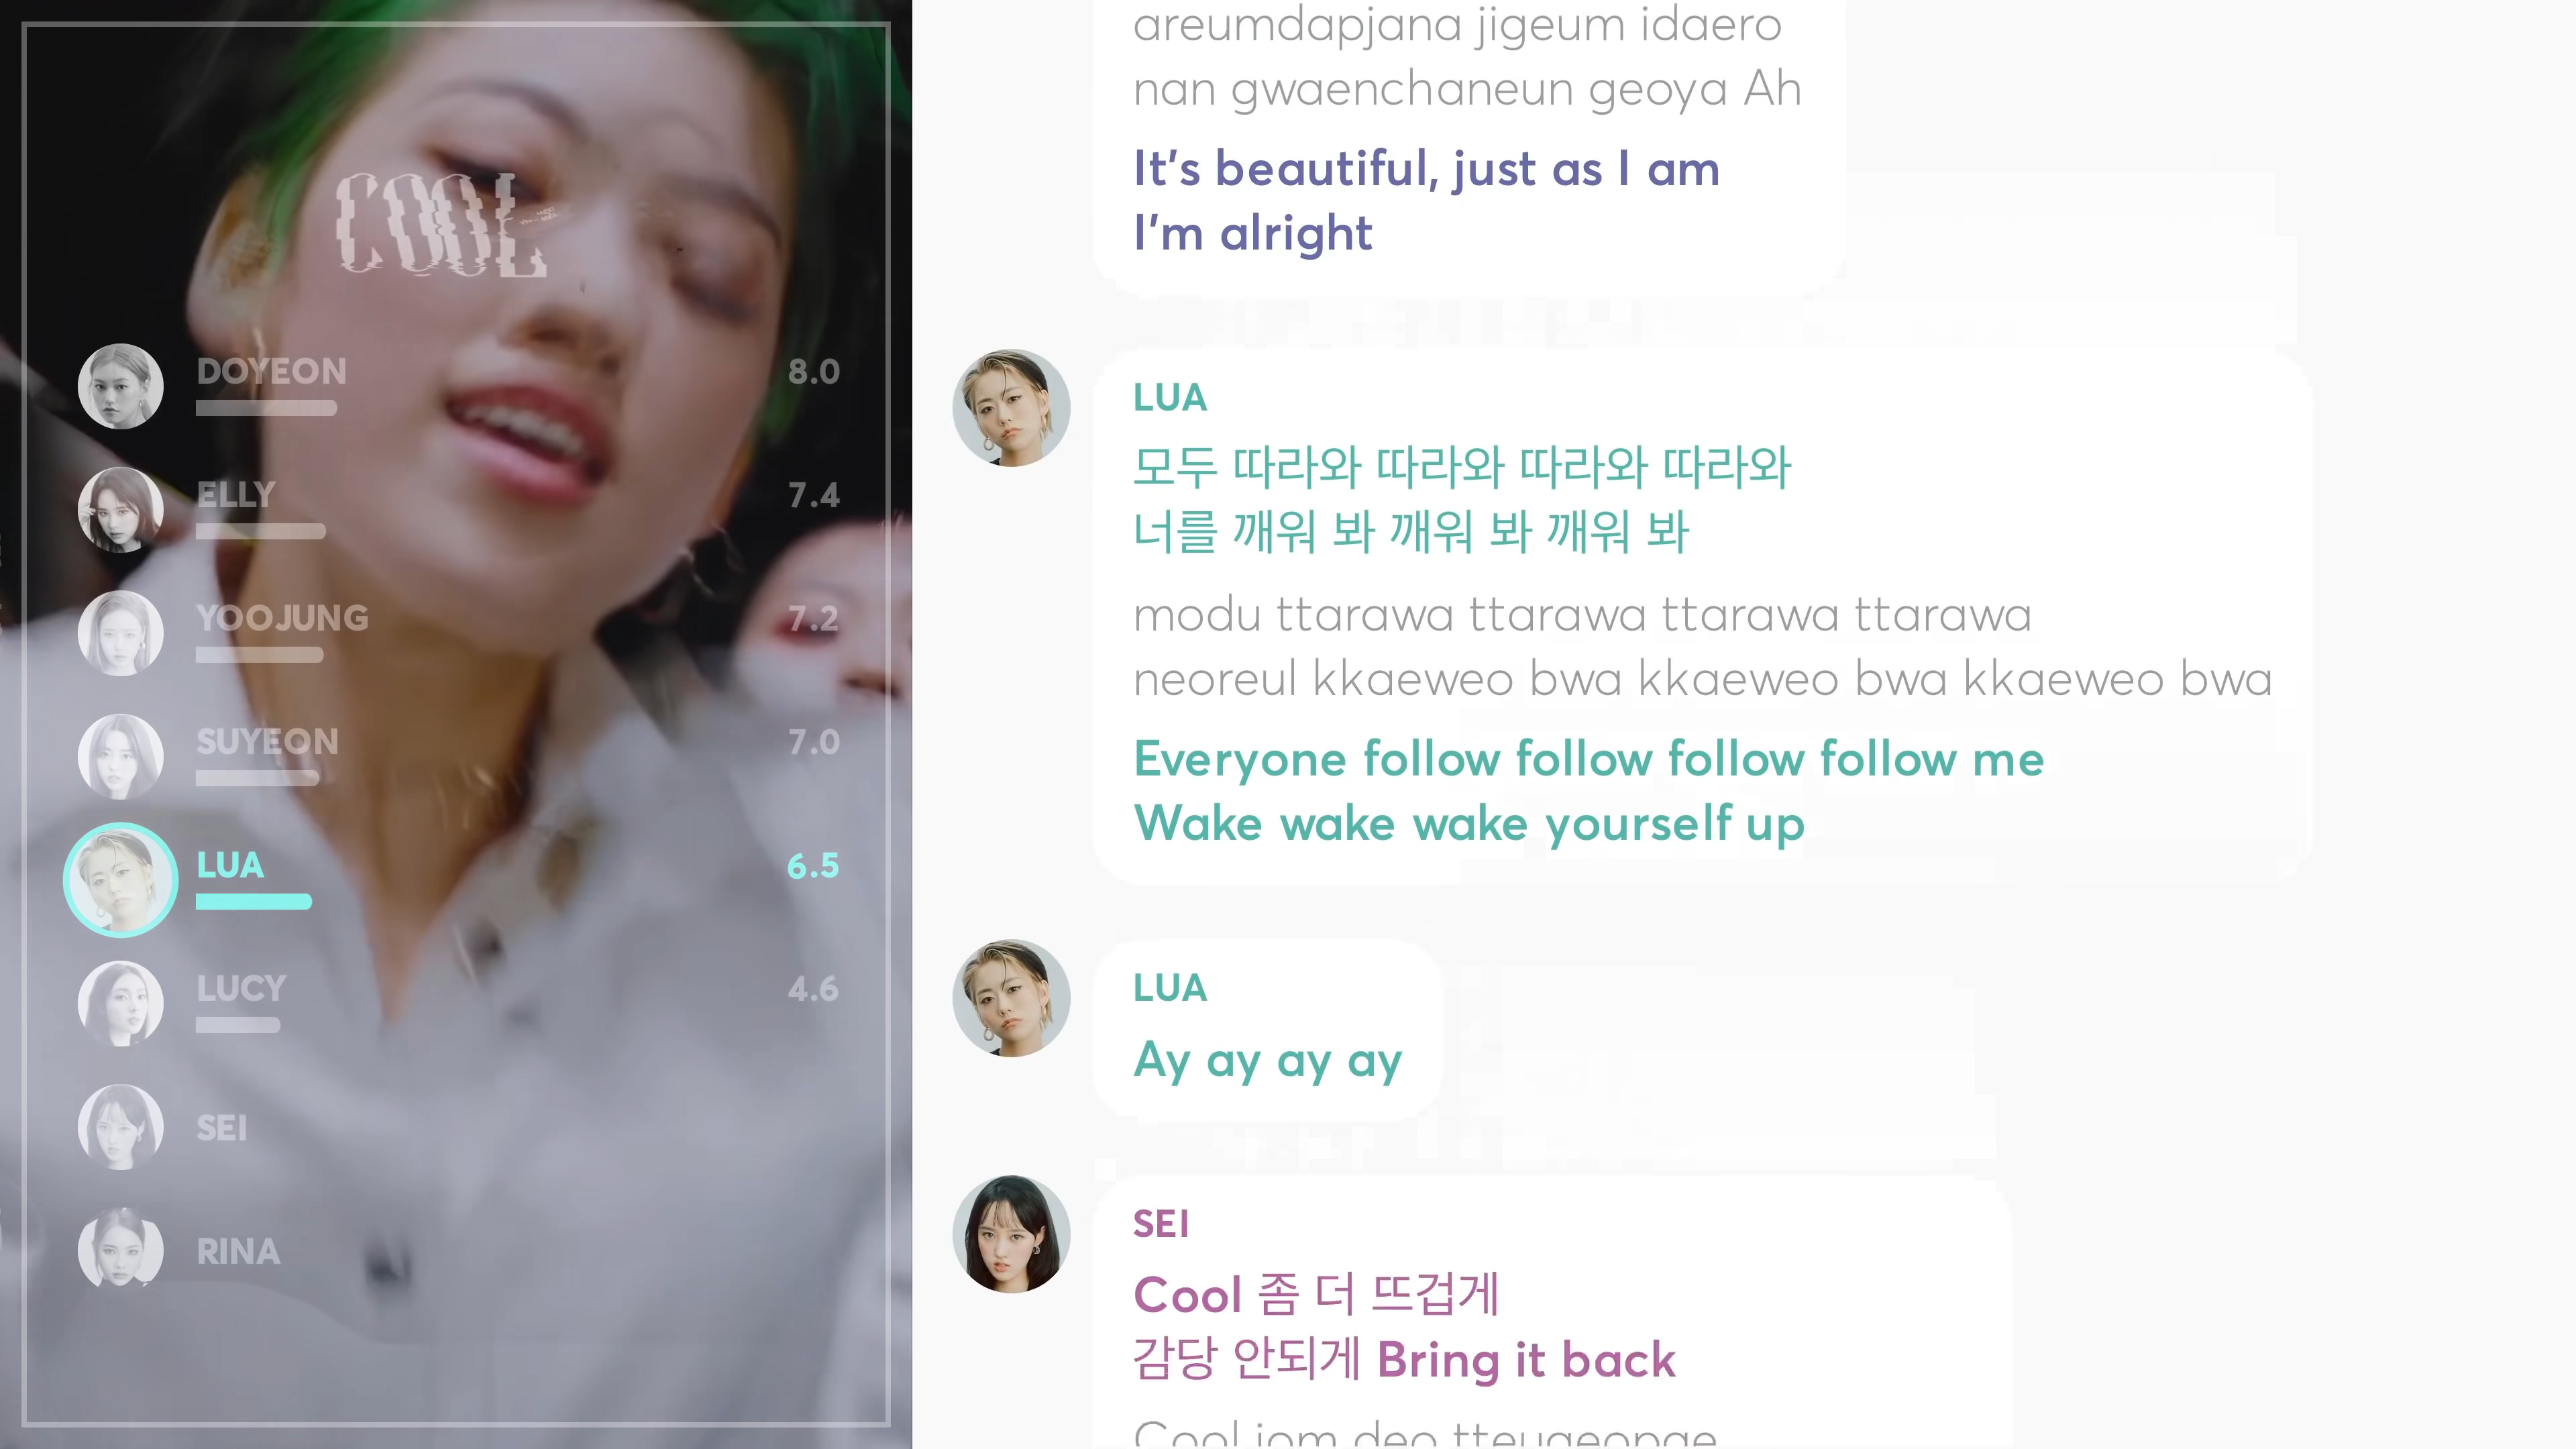 COOL
DOYEON 8.0
ELLY 7.4
YOOJUNG 7.2
SUYEON 7.0
LUA 6.5
LUCY 4.6
SEI
RINA
areumdapjana jigeum idaero
nan gwaenchaneun geoya Ah
It's beautiful, just as I am
I'm alright
LUA
모두 따라와 따라와 따라와 따라와
너를 깨워 봐 깨워 봐 깨워 봐
modu ttarawa ttarawa ttarawa ttarawa
neoreul kkaeweo bwa kkaeweo bwa kkaeweo bwa
Everyone follow follow follow follow me
Wake wake wake yourself up
LUA
Ay ay ay ay
SEI
Cool 좀 더 뜨겁게
감당 안되게 Bring it back
Cool jom deo tteugeopge